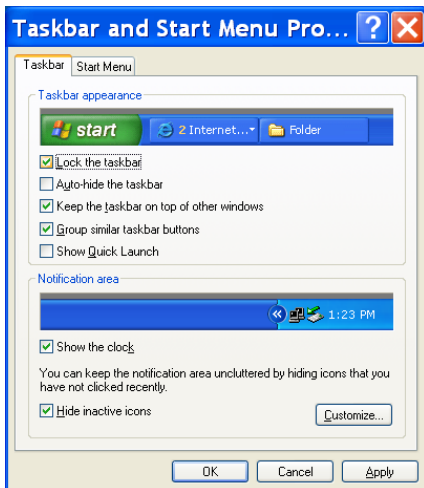 Taskbar and Start Menu Pro...
Taskbar Start Menu
Taskbar appearance
start 2 Internet... Folder
Lock the taskbar
Auto-hide the taskbar
Keep the taskbar on top of other windows
Group similar taskbar buttons
Show Quick Launch
Notification area
1:23 PM
Show the clock
You can keep the notification area uncluttered by hiding icons that you
have not clicked recently.
Hide inactive icons Customize...
OK Cancel Apply